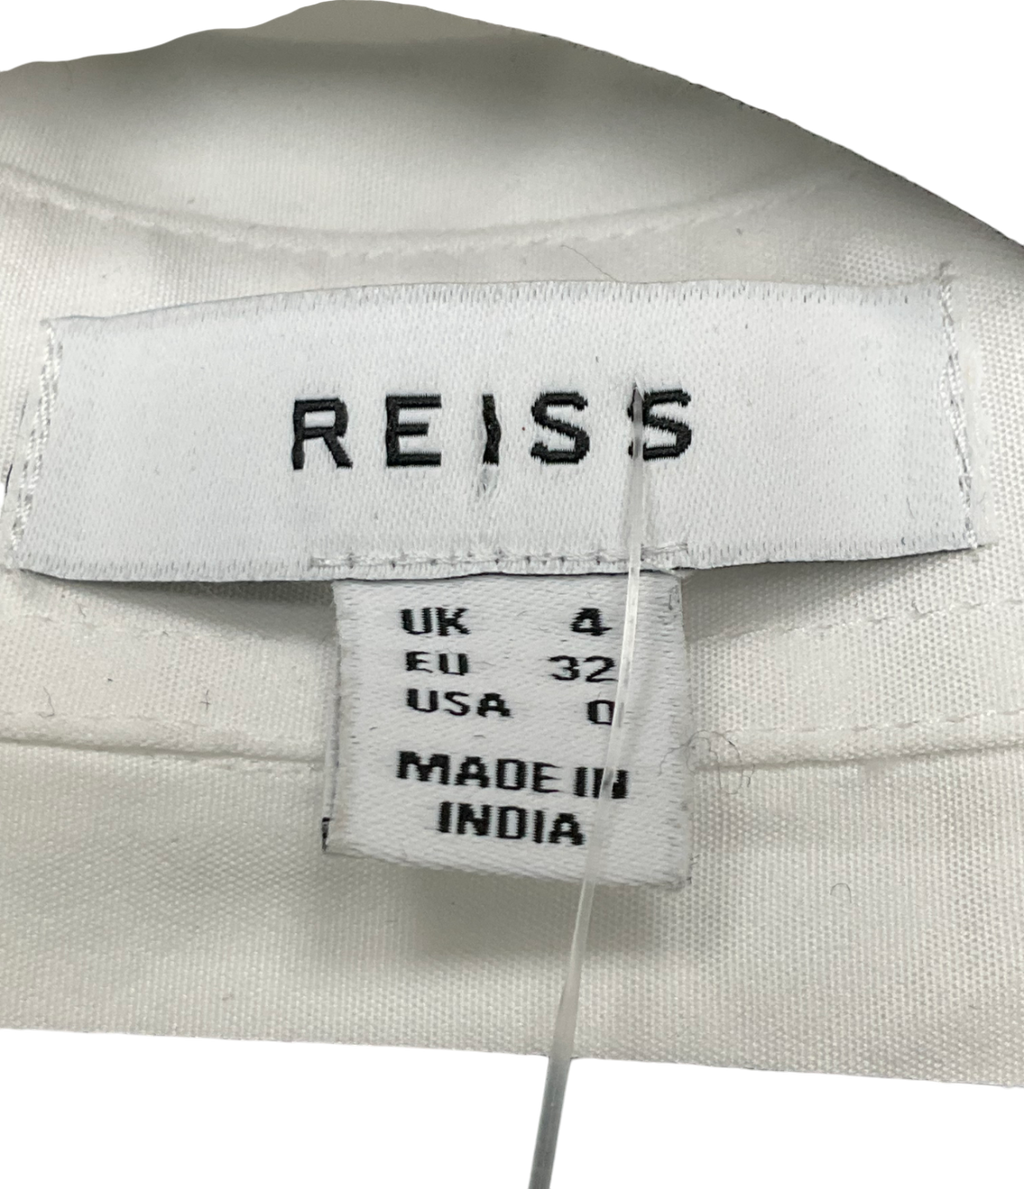 REISS
UK 4
EU 32
USA 0
MADE IN
INDIA